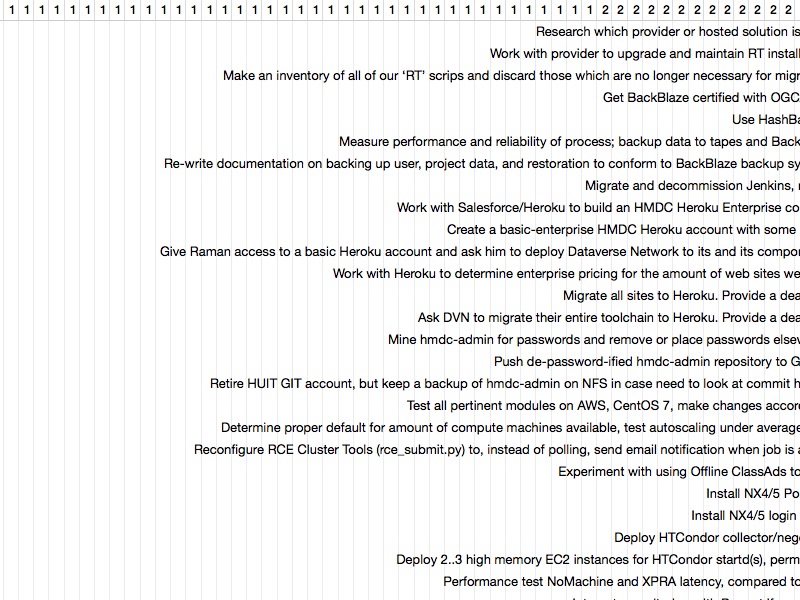 1 1 1 1 1 1 1 1 1 1 1 1 1 1 1 1 1 1 1 1 1 1 1 1 1 1 1 1 1 1 1 1 1 1 1 1 1 1 1 2 2 2 2 2 2 2 2 2 2 2 2 2
Research which provider or hosted solution is
Work with provider to upgrade and maintain RT install
Make an inventory of all of our ‘RT’ scrips and discard those which are no longer necessary for migr
Get BackBlaze certified with OGC
Use HashBa
Measure performance and reliability of process; backup data to tapes and Back
Re-write documentation on backing up user, project data, and restoration to conform to BackBlaze backup sy
Migrate and decommission Jenkins,
Work with Salesforce/Heroku to build an HMDC Heroku Enterprise co
Create a basic-enterprise HMDC Heroku account with some
Give Raman access to a basic Heroku account and ask him to deploy Dataverse Network to its and its compor
Work with Heroku to determine enterprise pricing for the amount of web sites we
Migrate all sites to Heroku. Provide a dea
Ask DVN to migrate their entire toolchain to Heroku. Provide a dea
Mine hmdc-admin for passwords and remove or place passwords elsew
Push de-password-ified hmdc-admin repository to G
Retire HUIT GIT account, but keep a backup of hmdc-admin on NFS in case need to look at commit h
Test all pertinent modules on AWS, CentOS 7, make changes accor
Determine proper default for amount of compute machines available, test autoscaling under average
Reconfigure RCE Cluster Tools (rce_submit.py) to, instead of polling, send email notification when job is a
Experiment with using Offline ClassAds to
Install NX4/5 Po
Install NX4/5 login
Deploy HTCondor collector/nego
Deploy 2..3 high memory EC2 instances for HTCondor startd(s), perm
Performance test NoMachine and XPRA latency, compared to